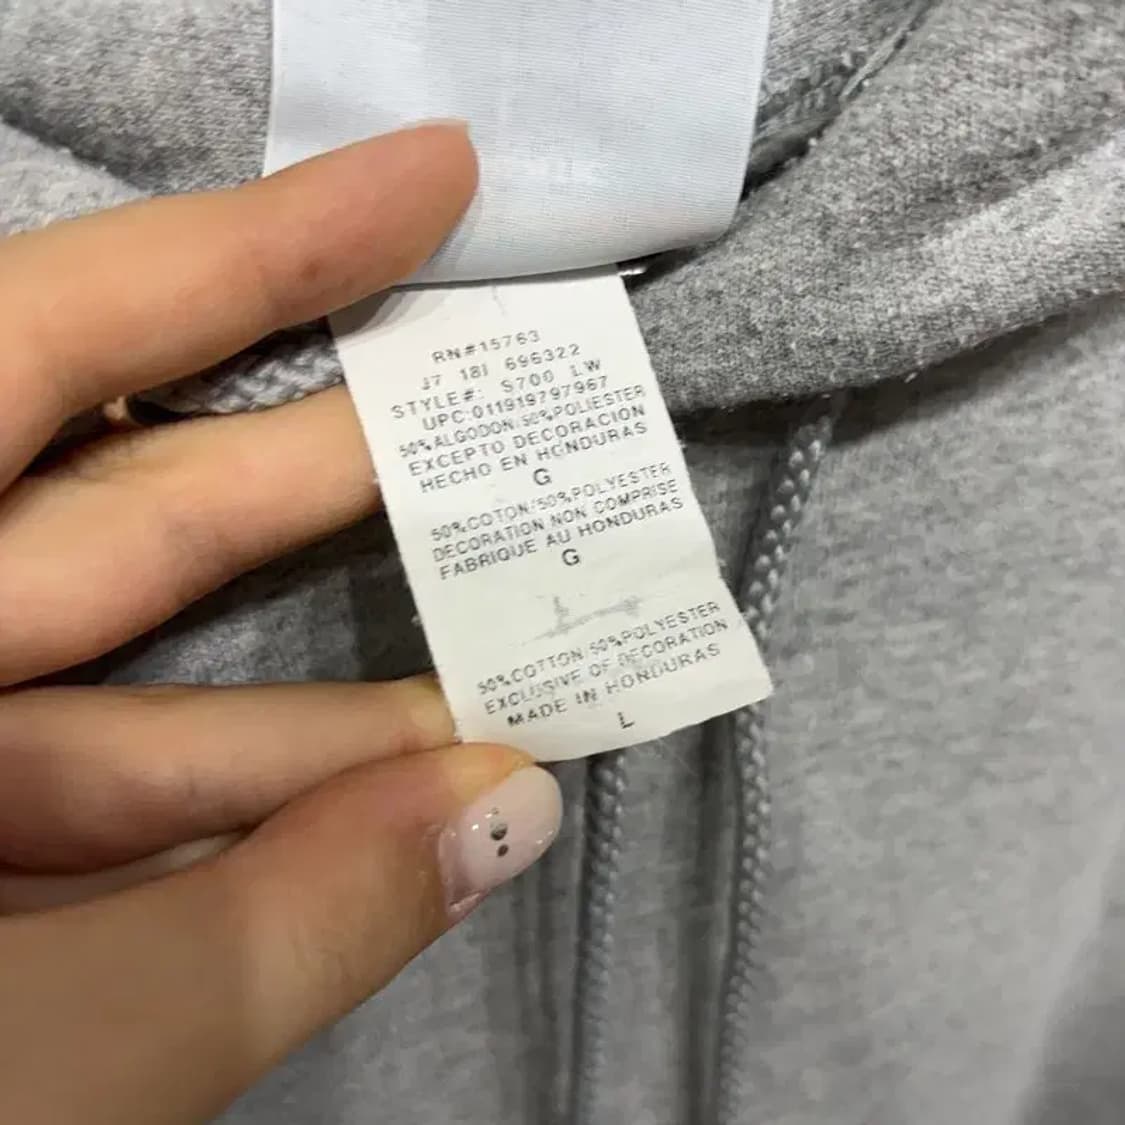 RN#15763
J7 18I 696322
STYLE#: S700 LW
UPC:011919797967
50%ALGODON/50%POLIESTER
EXCEPTO DECORACION
HECHO EN HONDURAS
G
50%COTON/50%POLYESTER
DECORATION NON COMPRISE
FABRIQUE AU HONDURAS
G
50%COTTON/50%POLYESTER
EXCLUSIVE OF DECORATION
MADE IN HONDURAS
L